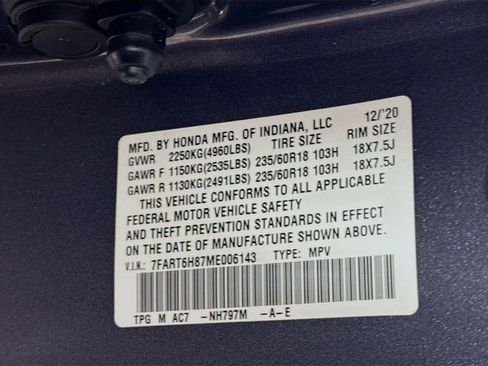 MFD. BY HONDA MFG. OF INDIANA, LLC 12/'20
GVWR 2250KG(4960LBS) TIRE SIZE RIM SIZE
GAWR F 1150KG(2535LBS) 235/60R18 103H 18X7.5J
GAWR R 1130KG(2491LBS) 235/60R18 103H 18X7.5J
THIS VEHICLE CONFORMS TO ALL APPLICABLE
FEDERAL MOTOR VEHICLE SAFETY
AND THEFT PREVENTION STANDARDS IN EFFECT
ON THE DATE OF MANUFACTURE SHOWN ABOVE.
V.I.N.: 7FART6H87ME006143 TYPE: MPV
TPG M AC7 -NH797M -A-E